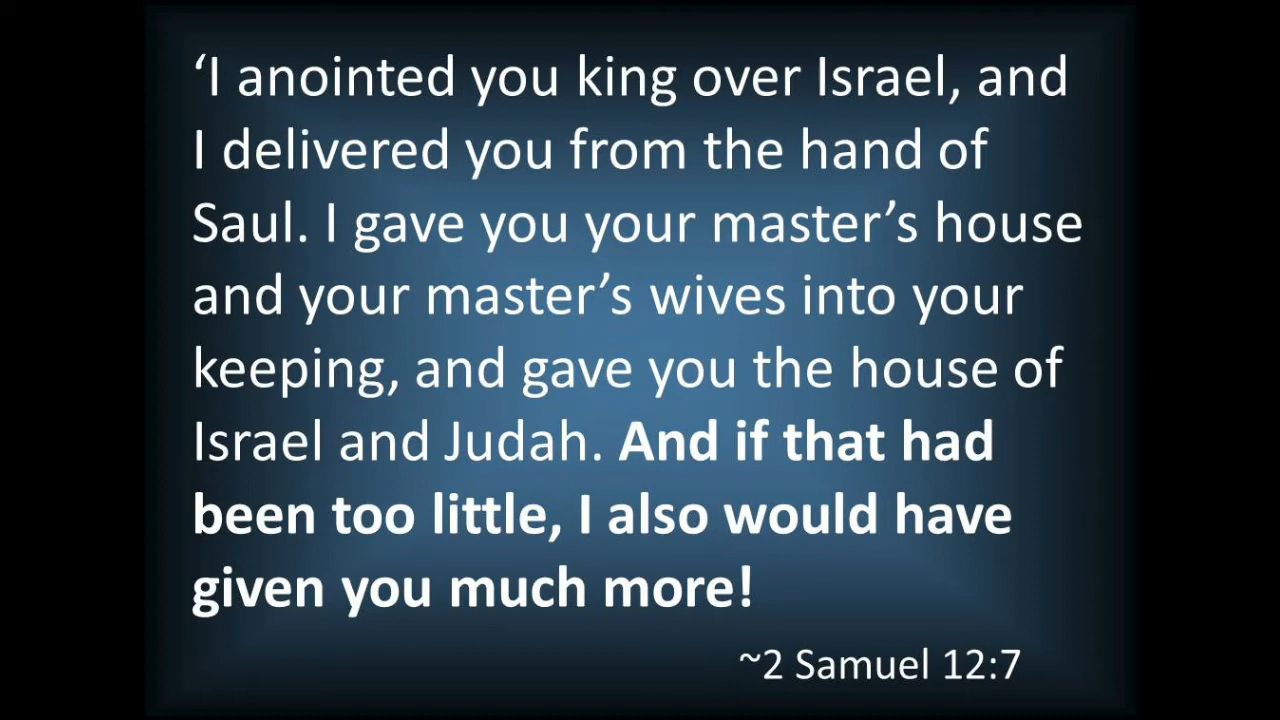 ‘I anointed you king over Israel, and
I delivered you from the hand of
Saul. I gave you your master’s house
and your master’s wives into your
keeping, and gave you the house of
Israel and Judah. And if that had
been too little, I also would have
given you much more!
~2 Samuel 12:7